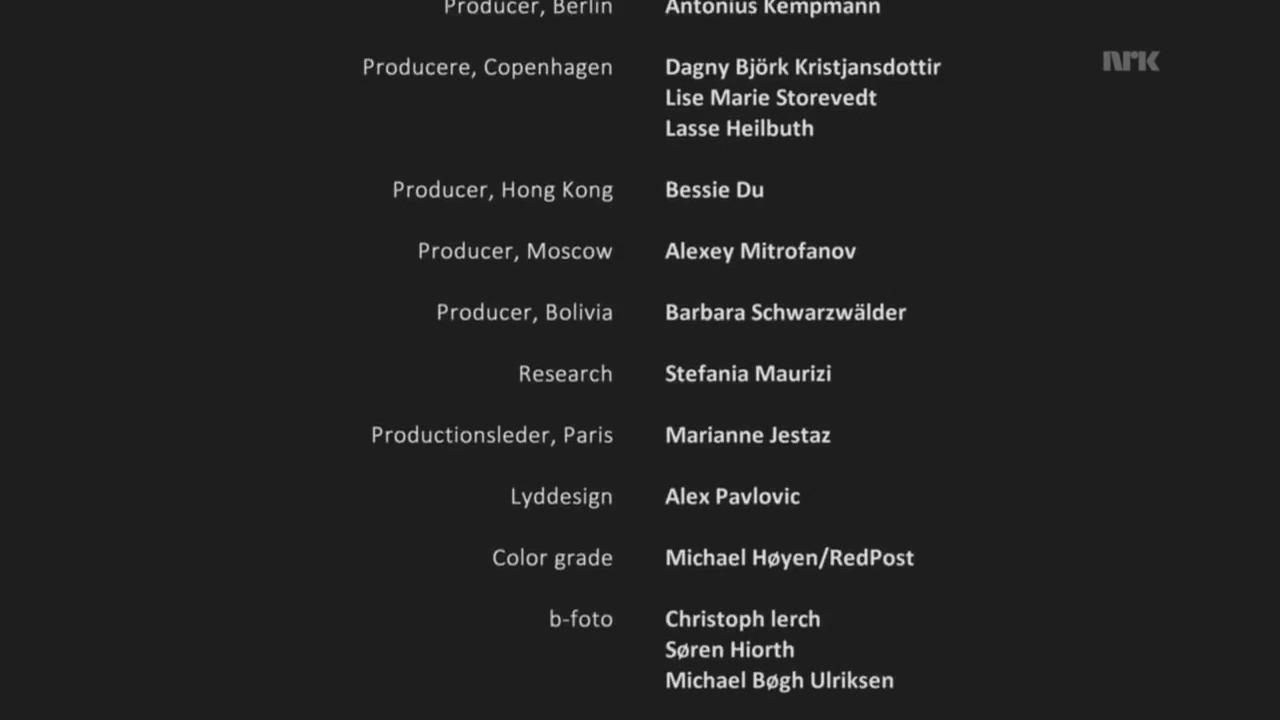 Producer, Berlin Antonius Kempmann
nrk
Producere, Copenhagen Dagny Björk Kristjansdottir
Lise Marie Storevedt
Lasse Heilbuth
Producer, Hong Kong Bessie Du
Producer, Moscow Alexey Mitrofanov
Producer, Bolivia Barbara Schwarzwälder
Research Stefania Maurizi
Productionsleder, Paris Marianne Jestaz
Lyddesign Alex Pavlovic
Color grade Michael Høyen/RedPost
b-foto Christoph lerch
Søren Hiorth
Michael Bøgh Ulriksen